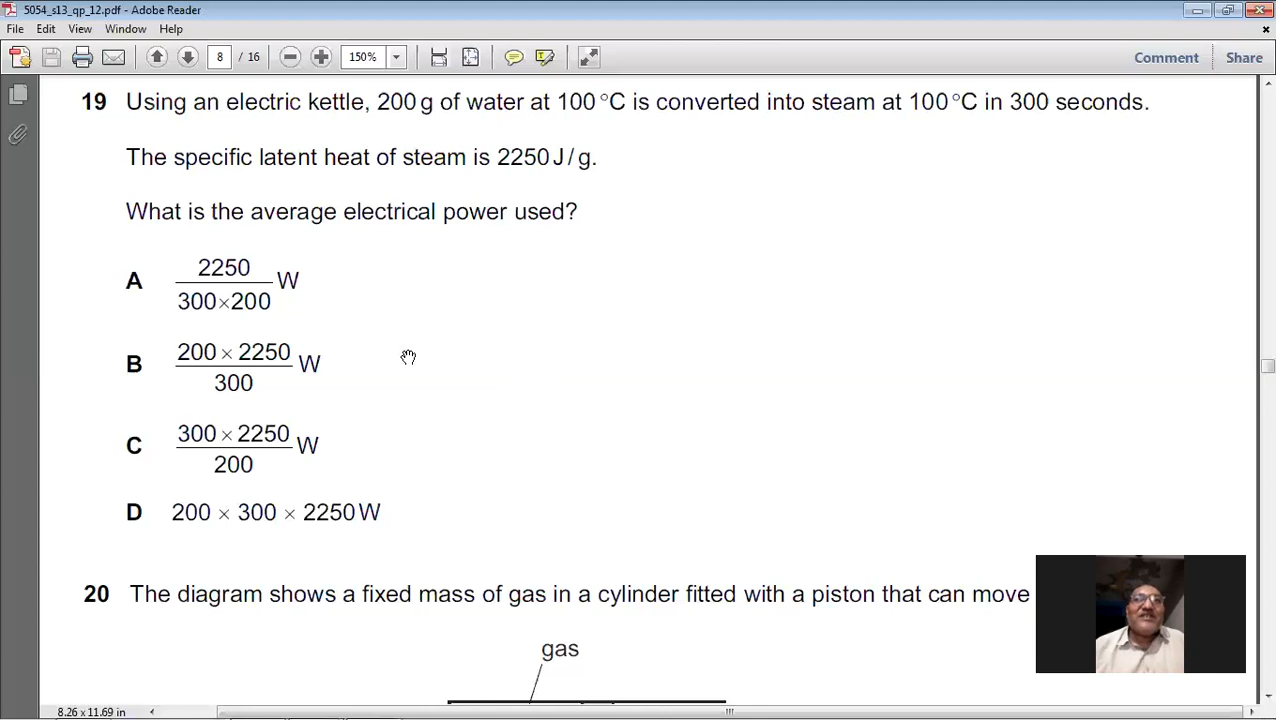 5054_s13_qp_12.pdf - Adobe Reader
File Edit View Window Help
8 / 16 150% Comment Share
19 Using an electric kettle, 200 g of water at 100 °C is converted into steam at 100 °C in 300 seconds.
The specific latent heat of steam is 2250 J / g.
What is the average electrical power used?
A 2250
300×200 W
B 200 × 2250
300 W
C 300 × 2250
200 W
D 200 × 300 × 2250 W
20 The diagram shows a fixed mass of gas in a cylinder fitted with a piston that can move
gas
8.26 x 11.69 in